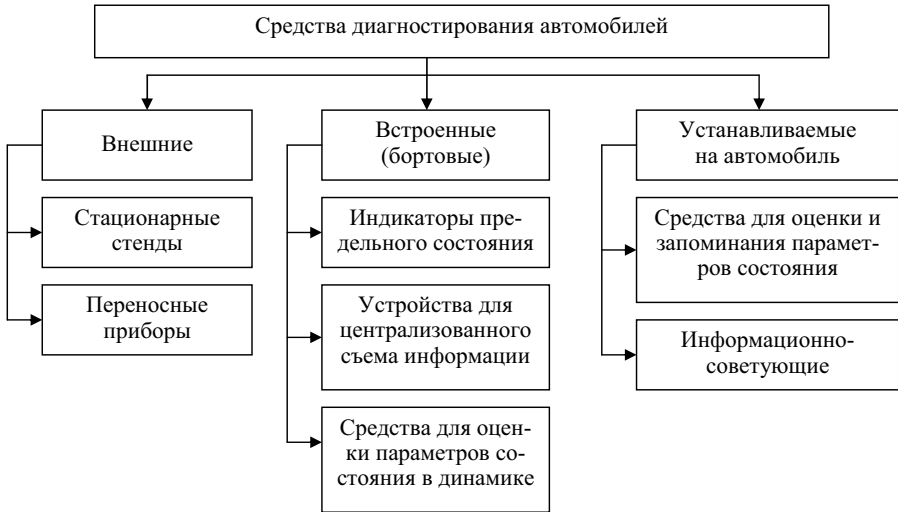 Средства диагностирования автомобилей
Внешние
Стационарные
стенды
Переносные
приборы
Встроенные
(бортовые)
Индикаторы пре-
дельного состояния
Устройства для
централизованного
съема информации
Средства для оцен-
ки параметров со-
стояния в динамике
Устанавливаемые
на автомобиль
Средства для оценки и
запоминания парамет-
ров состояния
Информационно-
советующие